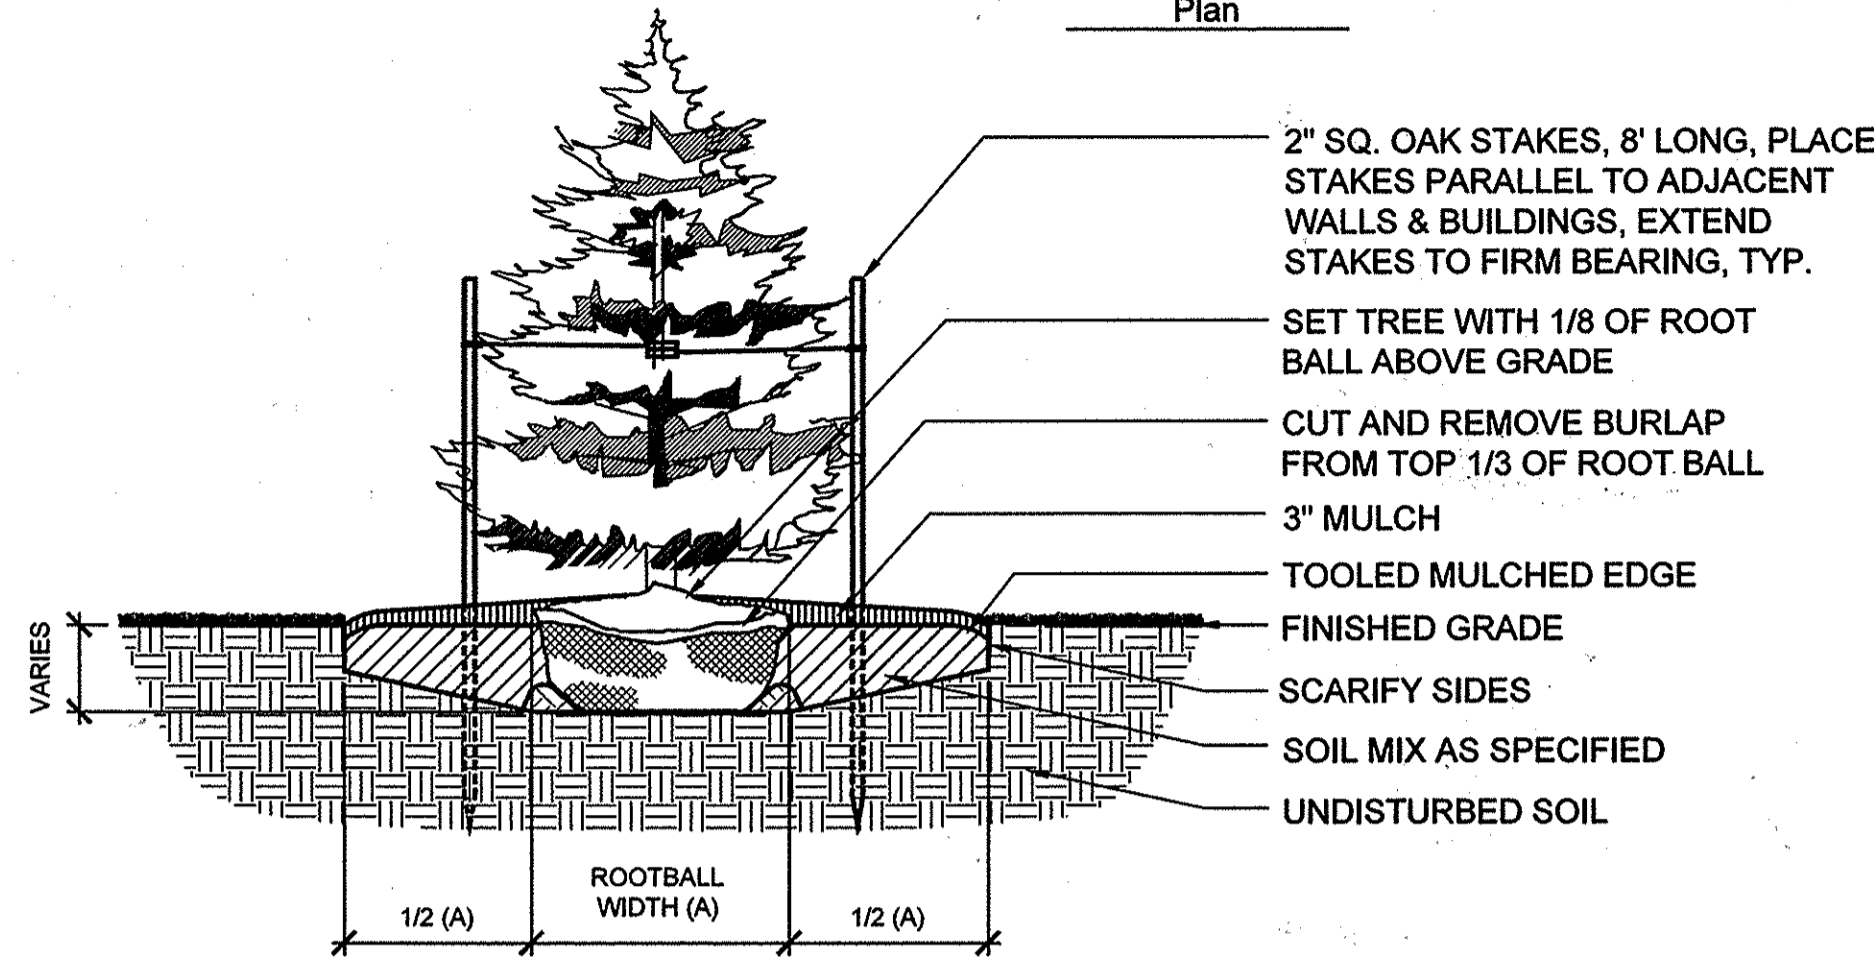 Plan
2" SQ. OAK STAKES, 8' LONG, PLACE
STAKES PARALLEL TO ADJACENT
WALLS & BUILDINGS, EXTEND
STAKES TO FIRM BEARING, TYP.
SET TREE WITH 1/8 OF ROOT
BALL ABOVE GRADE
CUT AND REMOVE BURLAP
FROM TOP 1/3 OF ROOT BALL
3" MULCH
TOOLED MULCHED EDGE
FINISHED GRADE
SCARIFY SIDES
SOIL MIX AS SPECIFIED
UNDISTURBED SOIL
VARIES
1/2 (A)
ROOTBALL
WIDTH (A)
1/2 (A)